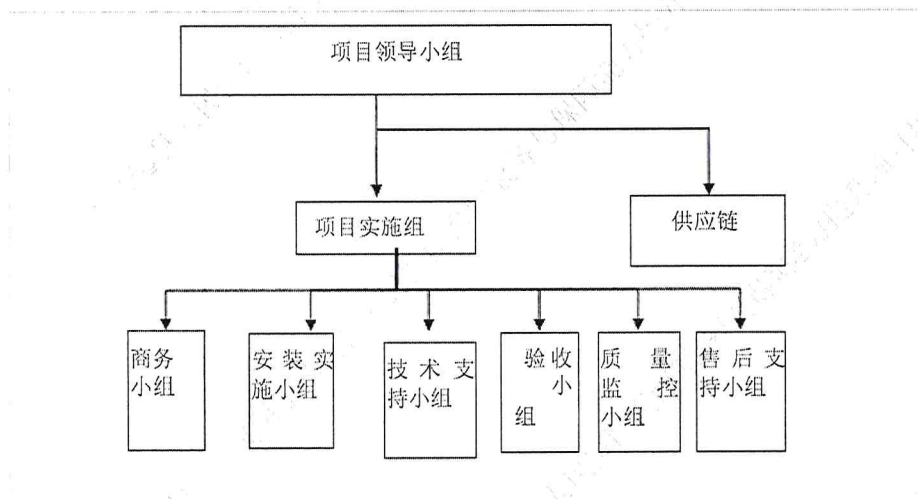 项目领导小组
项目实施组
供应链
商务
小组
安装实
施小组
技术支
持小组
验收
小
组
质量
监控
小组
售后支
持小组